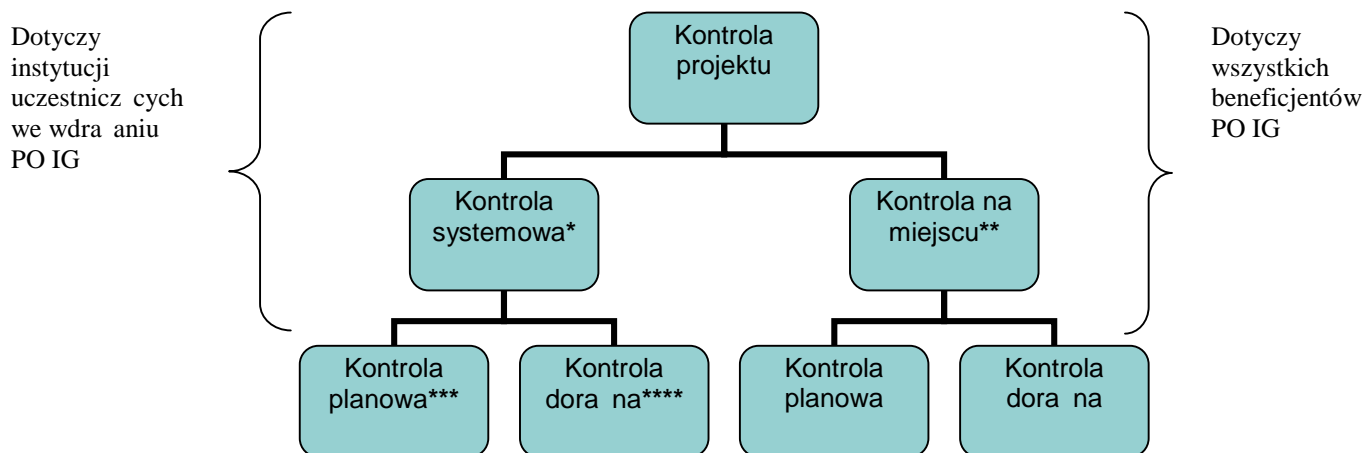 Dotyczy
instytucji
uczestnicz cych
we wdra aniu
PO IG
Kontrola
projektu
Dotyczy
wszystkich
beneficjentów
PO IG
Kontrola
systemowa*
Kontrola na
miejscu**
Kontrola
planowa***
Kontrola
dora na****
Kontrola
planowa
Kontrola
dora na